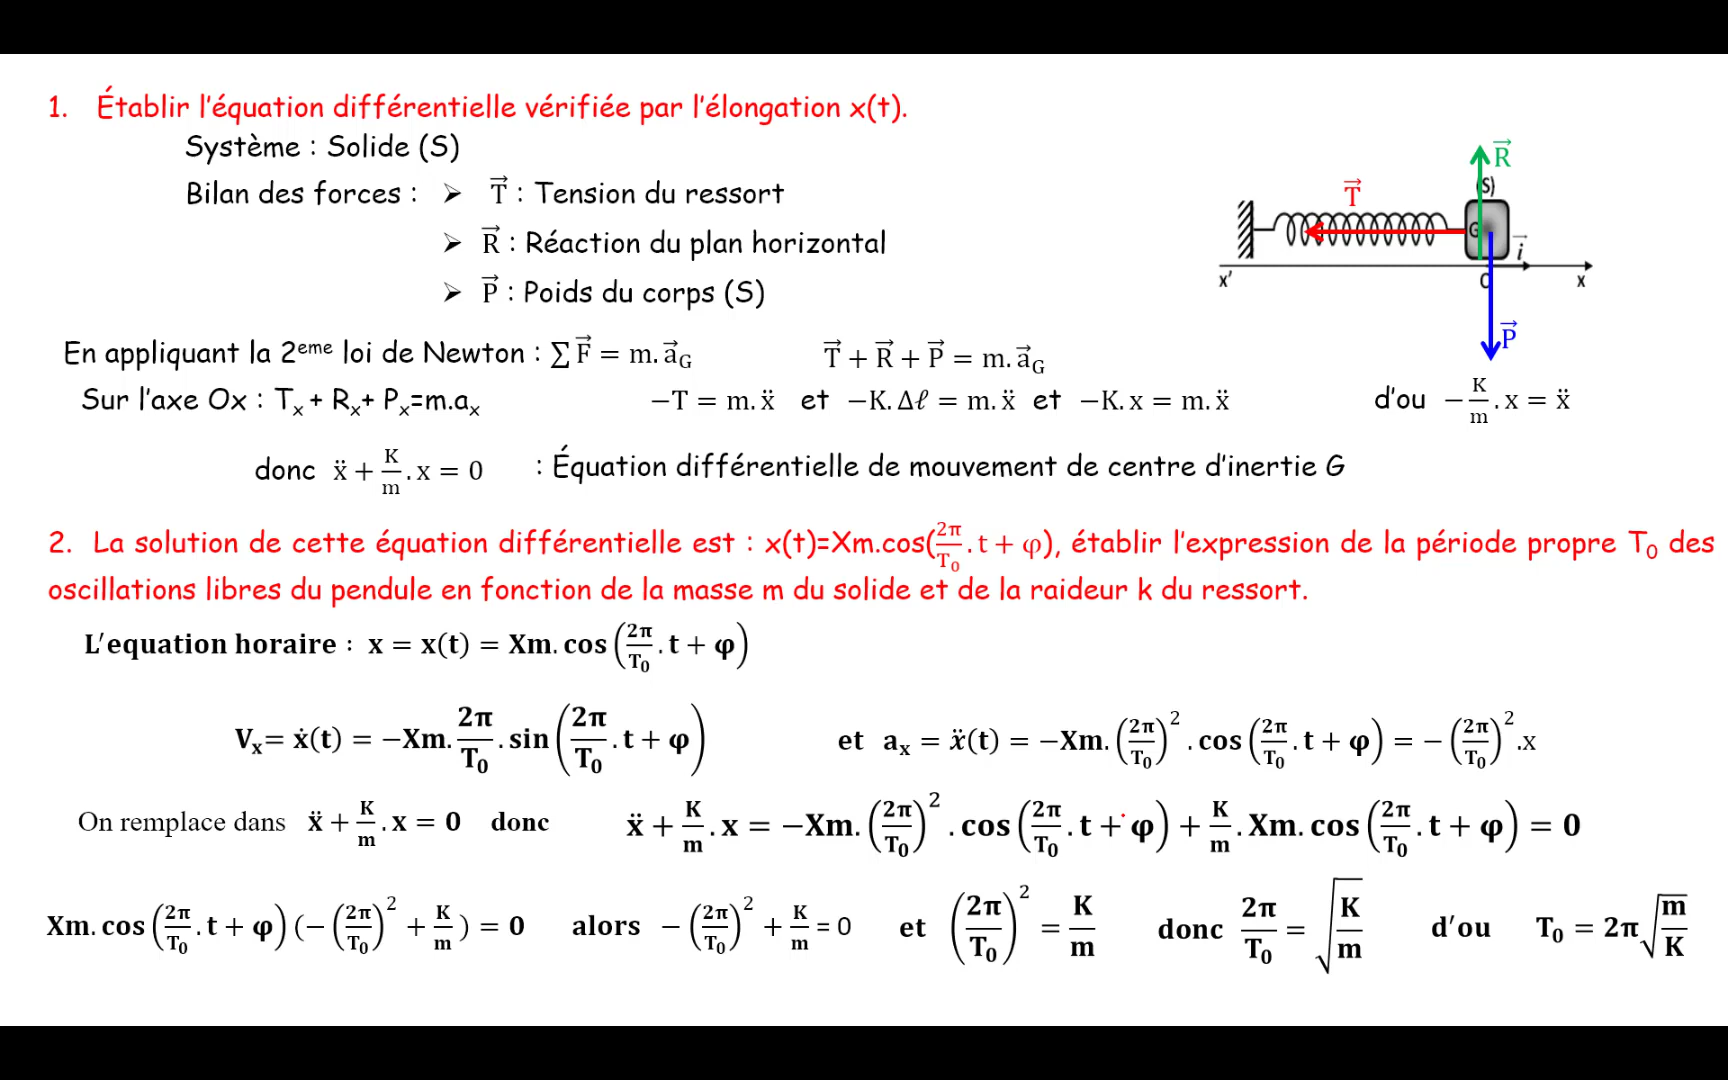 1. Établir l'équation différentielle vérifiée par l'élongation x(t).
Système : Solide (S)
Bilan des forces : ➢ T⃗ : Tension du ressort
➢ R⃗ : Réaction du plan horizontal
➢ P⃗ : Poids du corps (S)
R⃗
(S)
T⃗
G
i⃗
x'
O
x
P⃗
En appliquant la 2ᵉᵐᵉ loi de Newton : ∑F⃗ = m.a⃗_G T⃗ + R⃗ + P⃗ = m.a⃗_G
Sur l'axe Ox : Tₓ + Rₓ+ Pₓ=m.aₓ −T = m.ẍ et −K.Δℓ = m.ẍ et −K.x = m.ẍ d'ou −K/m.x = ẍ
donc ẍ + K/m.x = 0 : Équation différentielle de mouvement de centre d'inertie G
2. La solution de cette équation différentielle est : x(t)=Xm.cos(2π/T₀.t + φ), établir l'expression de la période propre T₀ des
oscillations libres du pendule en fonction de la masse m du solide et de la raideur k du ressort.
L'equation horaire : x = x(t) = Xm.cos(2π/T₀.t + φ)
Vₓ= ẋ(t) = −Xm.2π/T₀.sin(2π/T₀.t + φ) et aₓ = ẍ(t) = −Xm.(2π/T₀)².cos(2π/T₀.t + φ) = −(2π/T₀)².x
On remplace dans ẍ + K/m.x = 0 donc ẍ + K/m.x = −Xm.(2π/T₀)².cos(2π/T₀.t + φ) + K/m.Xm.cos(2π/T₀.t + φ) = 0
Xm.cos(2π/T₀.t + φ)(−(2π/T₀)² + K/m) = 0 alors −(2π/T₀)² + K/m = 0 et (2π/T₀)² = K/m donc 2π/T₀ = √(K/m) d'ou T₀ = 2π√(m/K)